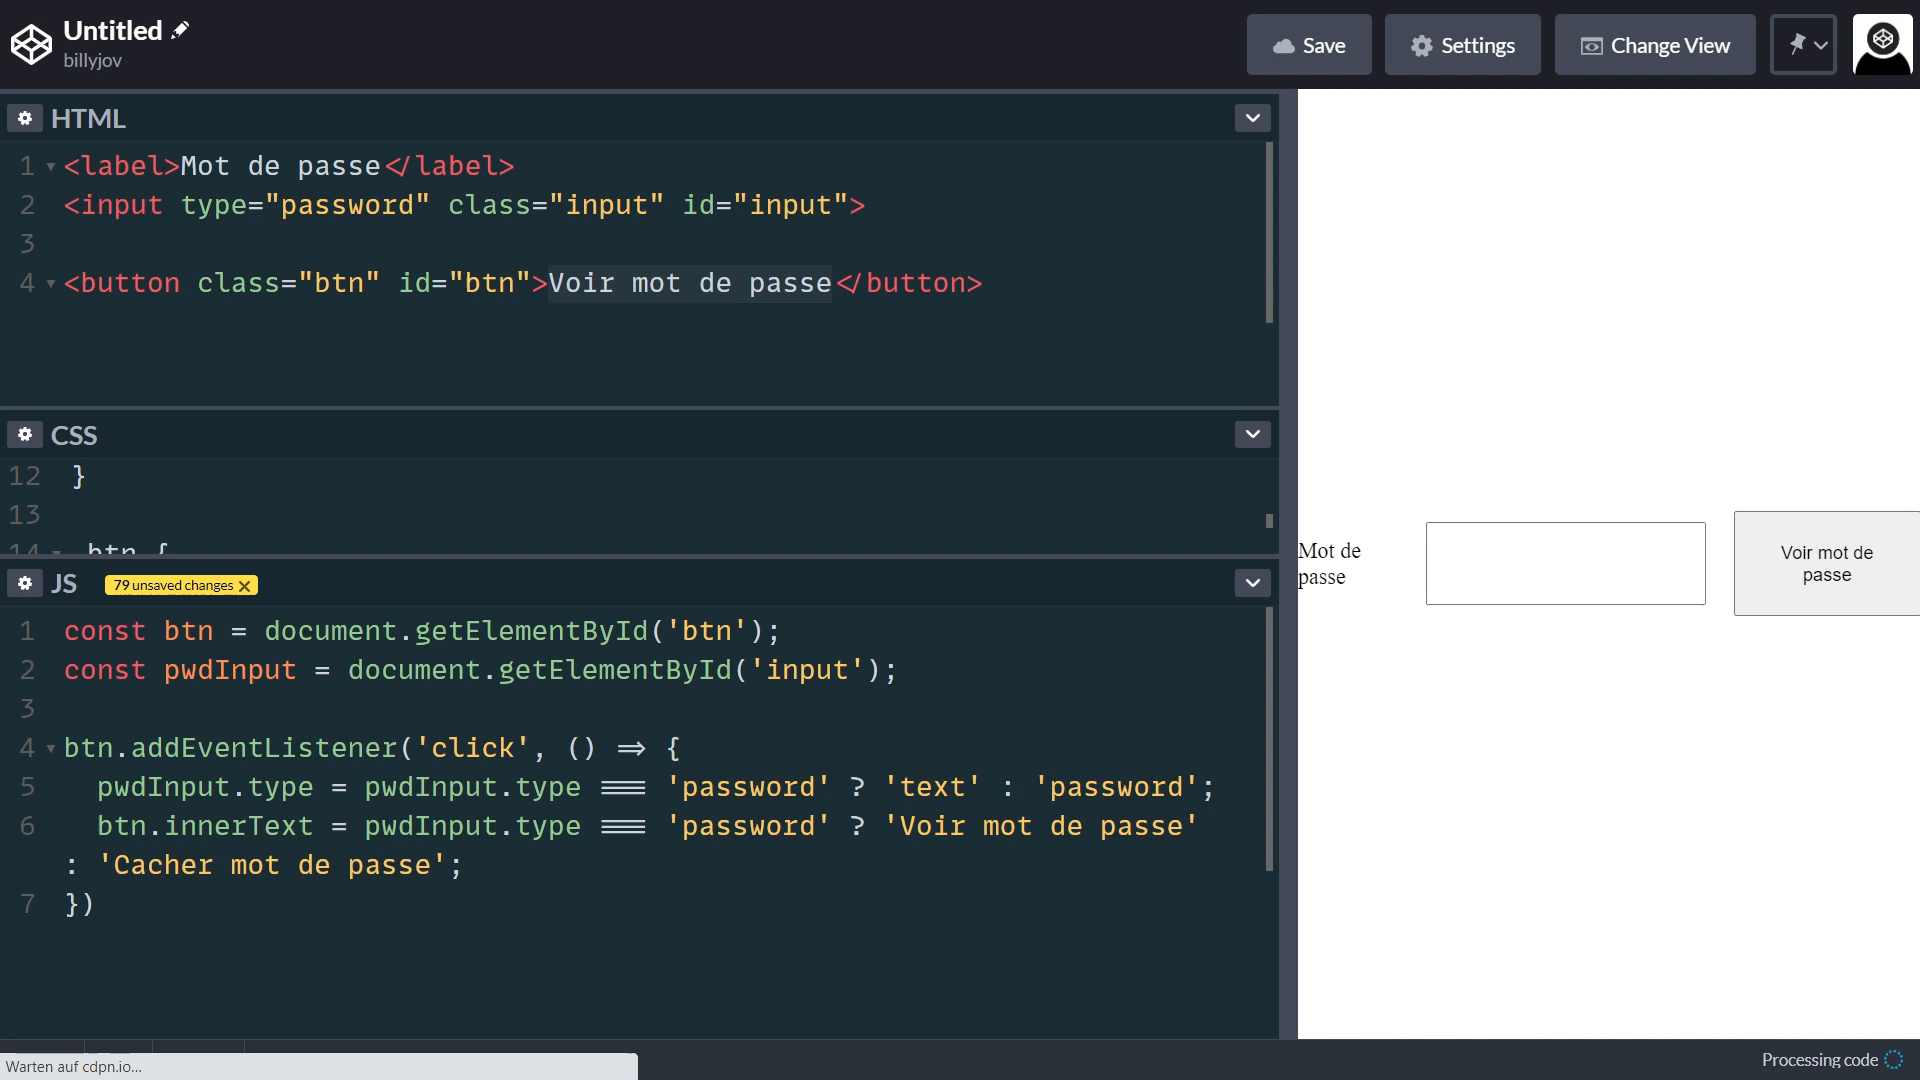 Untitled
billyjov
Save
Settings
Change View
HTML
1 <label>Mot de passe</label>
2 <input type="password" class="input" id="input">
3
4 <button class="btn" id="btn">Voir mot de passe</button>
CSS
12 }
13
14 .btn {
JS 79 unsaved changes
1 const btn = document.getElementById('btn');
2 const pwdInput = document.getElementById('input');
3
4 btn.addEventListener('click', () => {
5 pwdInput.type = pwdInput.type === 'password' ? 'text' : 'password';
6 btn.innerText = pwdInput.type === 'password' ? 'Voir mot de passe'
: 'Cacher mot de passe';
7 })
Mot de
passe
Voir mot de
passe
Warten auf cdpn.io...
Processing code